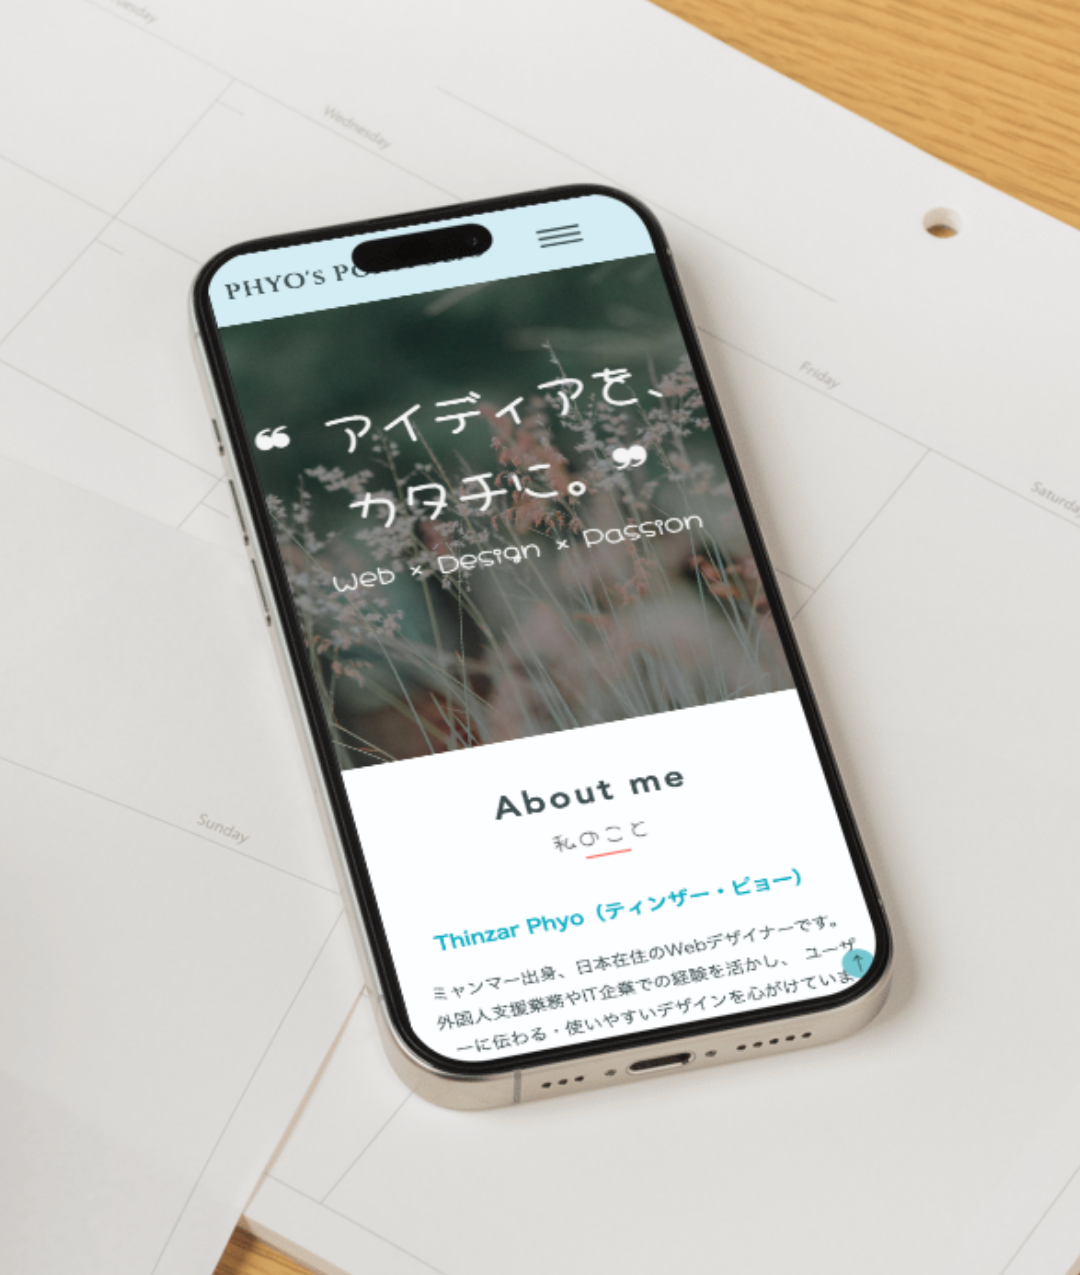 Wednesday
Friday
Saturday
Sunday
PHYO's
“ アイディアを、
カタチに。”
Web × Design × Passion
About me
私のこと
Thinzar Phyo（ティンザー・ピョー）
ミャンマー出身、日本在住のWebデザイナーです。
外国人支援業務やIT企業での経験を活かし、 ユーザ
ーに伝わる・使いやすいデザインを心がけていま
↑